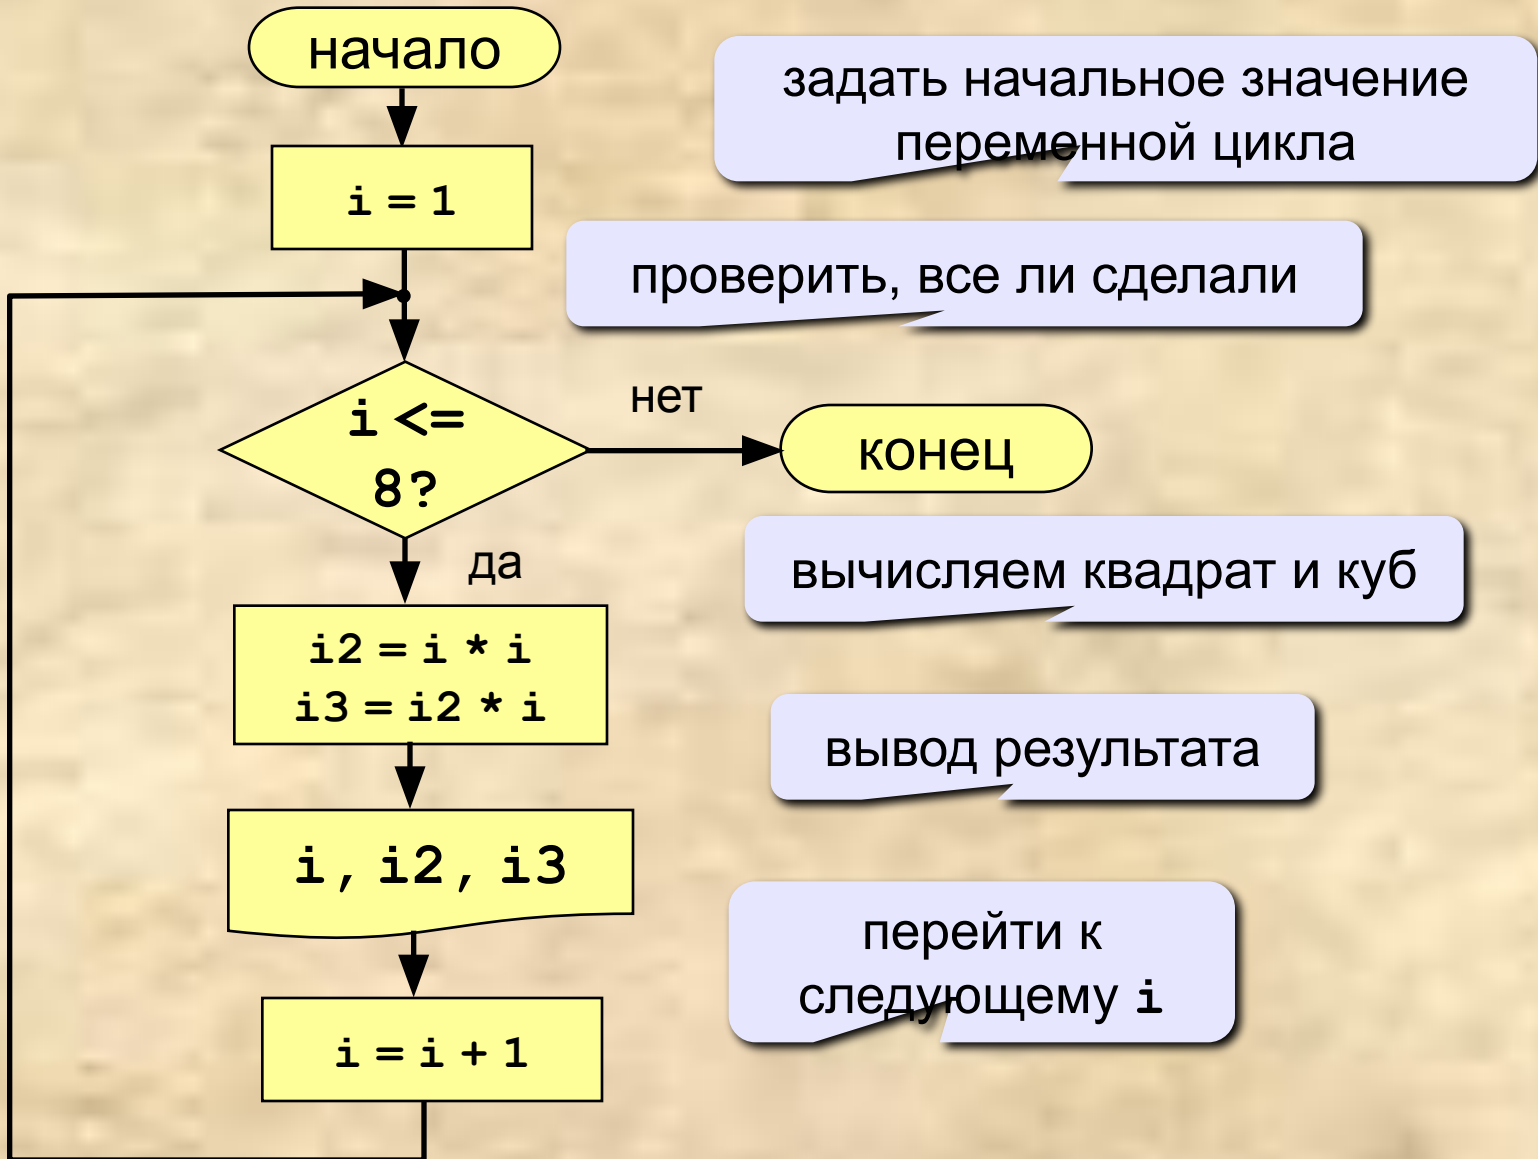 начало
задать начальное значение
переменной цикла
i = 1
проверить, все ли сделали
i <=
8?
нет
конец
да
вычисляем квадрат и куб
i2 = i * i
i3 = i2 * i
вывод результата
i, i2, i3
перейти к
следующему i
i = i + 1